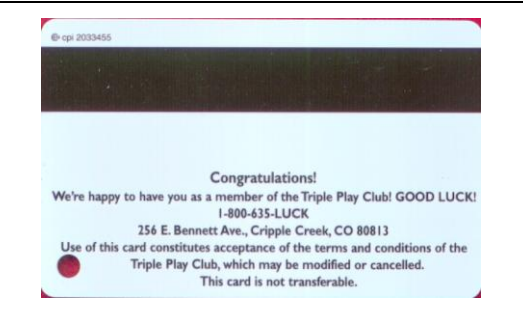 cpi 2033455
Congratulations!
We're happy to have you as a member of the Triple Play Club! GOOD LUCK!
1-800-635-LUCK
256 E. Bennett Ave., Cripple Creek, CO 80813
Use of this card constitutes acceptance of the terms and conditions of the
Triple Play Club, which may be modified or cancelled.
This card is not transferable.